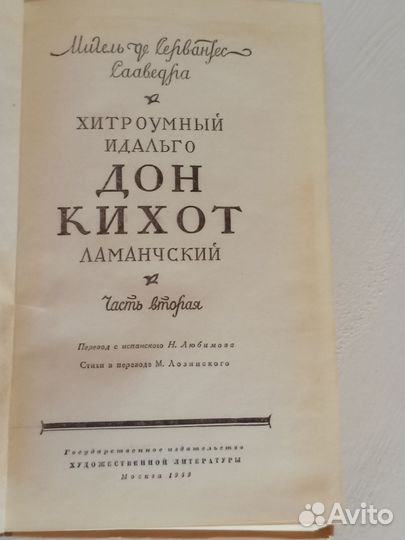 Мигель де Сервантес
Сааведра
ХИТРОУМНЫЙ
ИДАЛЬГО
ДОН
КИХОТ
ЛАМАНЧСКИЙ
Часть вторая
Перевод с испанского Н. Любимова
Стихи в переводе М. Лозинского
Государственное издательство
ХУДОЖЕСТВЕННОЙ ЛИТЕРАТУРЫ
Москва
Avito